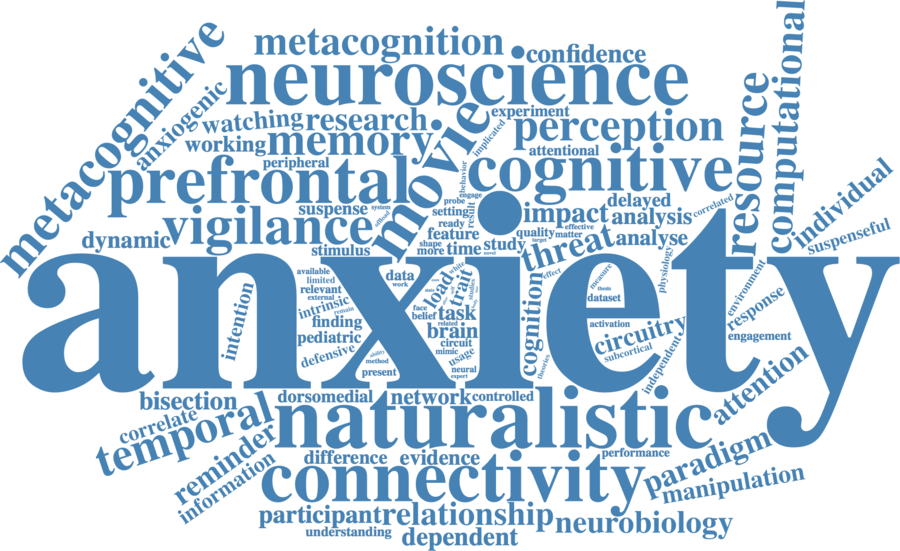 metacognition
confidence
neuroscience
metacognitive
anxiogenic
watching research
experiment
working memory
movie
implicated
perception
attentional
resource
computational
peripheral
behavior
prefrontal
cognitive
engage
probe
suspense
system
setting
delayed
correlated
individual
vigilance
ready
impact
analysis
suspenseful
feature
quality
effective
matter
dynamic
shape
target
threat
analyse
stimulus
more
time
study
novel
anxiety
available
limited
relevant
external
intrinsic
remain
finding
pediatric
defensive
intention
data
work
load
white
trait
studies
face
belief
task
related
brain
circuit
mimic
usage
neural
expert
ability
method
present
cognition
effect
theories
measure
dataset
activation
circuitry
subcortical
independent
physiology
environment
response
engagement
attention
bisection
dorsomedial
network
controlled
correlate
temporal
naturalistic
reminder
information
difference
evidence
performance
connectivity
paradigm
manipulation
participant
relationship
neurobiology
understanding
dependent